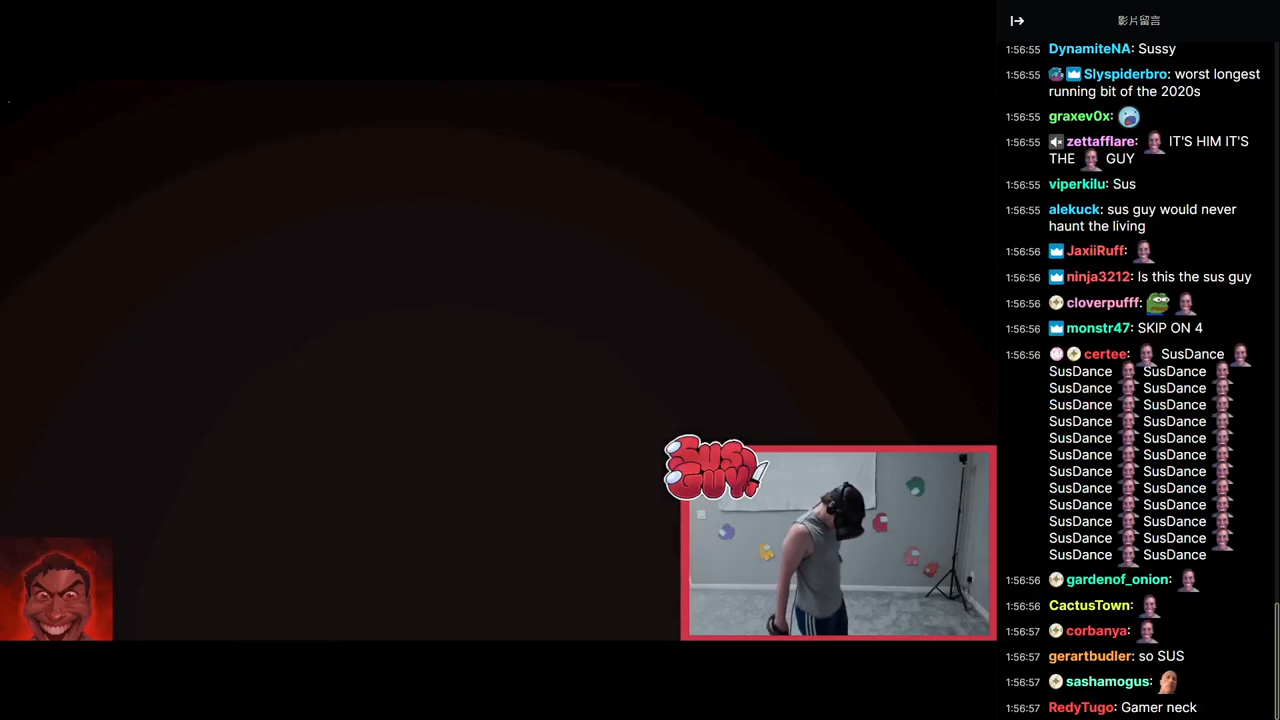 影片留言
1:56:55 DynamiteNA: Sussy
1:56:55 Slyspiderbro: worst longest
running bit of the 2020s
graxev0x:
1:56:55 zettafflare: IT'S HIM IT'S
THE GUY
1:56:55 viperkilu: Sus
1:56:55 alekuck: sus guy would never
haunt the living
1:56:56 JaxiiRuff:
1:56:56 ninja3212: Is this the sus guy
1:56:56 cloverpufff:
1:56:56 monstr47: SKIP ON 4
1:56:56 certee: SusDance
SusDance SusDance
SusDance SusDance
SusDance SusDance
SusDance SusDance
SusDance SusDance
SusDance SusDance
SusDance SusDance
SusDance SusDance
SusDance SusDance
SusDance SusDance
SusDance SusDance
SusDance SusDance
1:56:56 gardenof_onion:
1:56:56 CactusTown:
1:56:57 corbanya:
1:56:57 gerartbudler: so SUS
1:56:57 sashamogus:
1:56:57 RedyTugo: Gamer neck
SUS
GUY